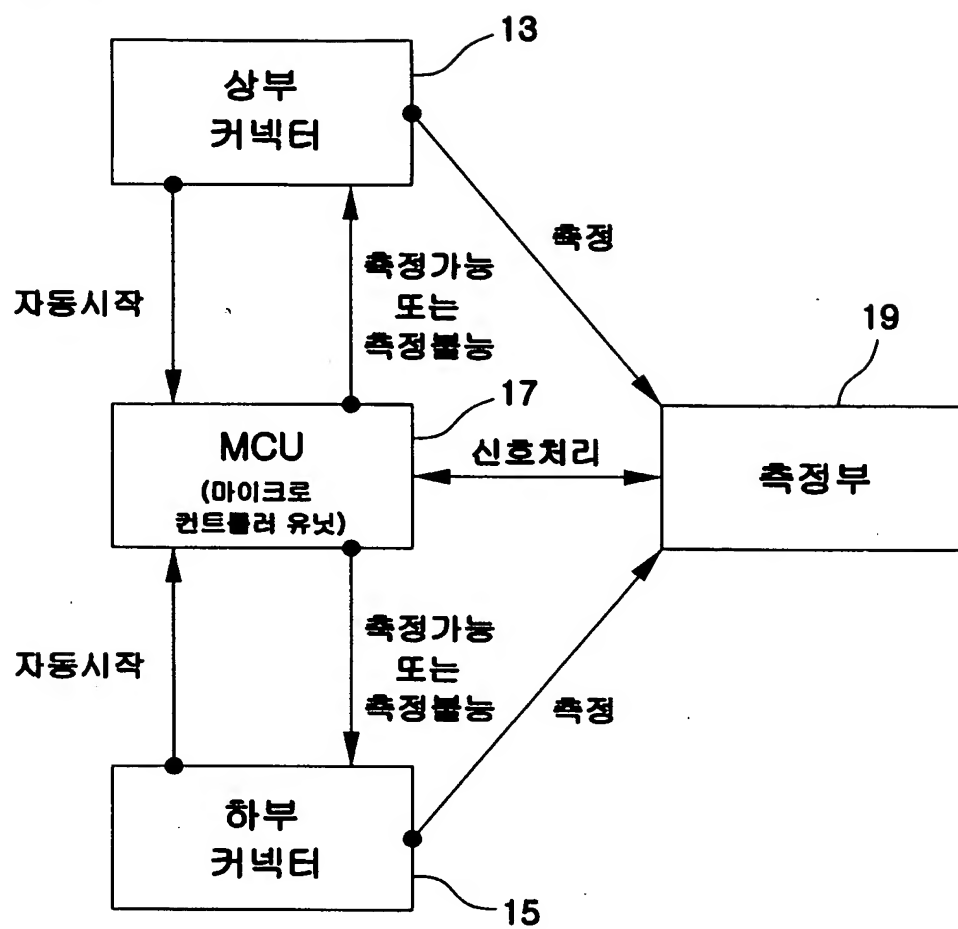 13
상부
커넥터
측정
자동시작
측정가능
또는
측정불능
19
17
MCU
(마이크로
컨트롤러 유닛)
신호처리
측정부
자동시작
측정가능
또는
측정불능
측정
하부
커넥터
15